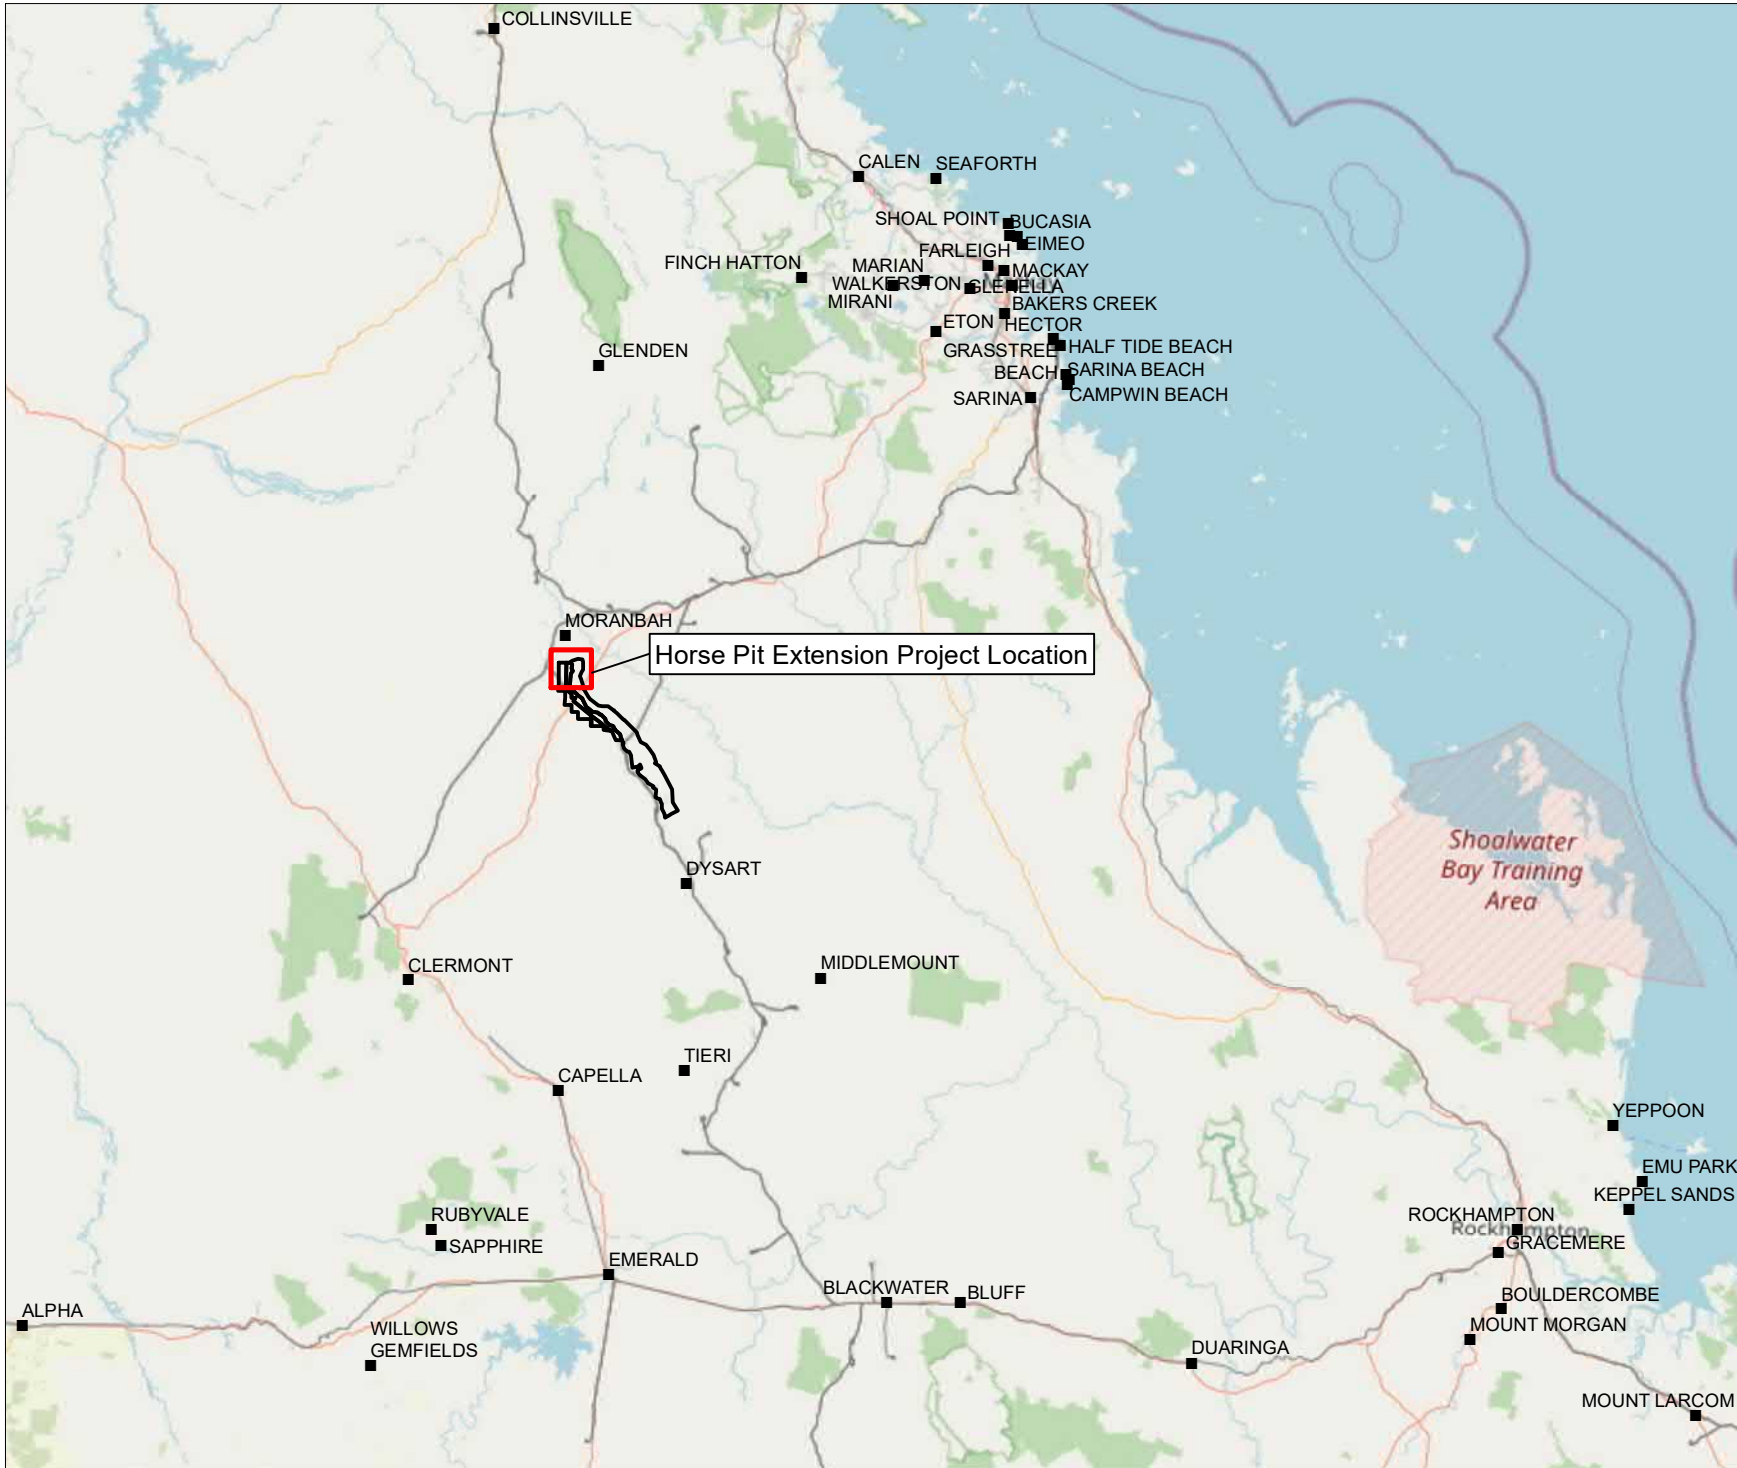 COLLINSVILLE
CALEN
SEAFORTH
SHOAL POINT
BUCASIA
EIMEO
FARLEIGH
FINCH HATTON
MARIAN
MACKAY
WALKERSTON
GLENELLA
MIRANI
BAKERS CREEK
ETON
HECTOR
GRASSTREE
BEACH
HALF TIDE BEACH
GLENDEN
SARINA BEACH
SARINA
CAMPWIN BEACH
MORANBAH
Horse Pit Extension Project Location
Shoalwater
Bay Training
Area
DYSART
CLERMONT
MIDDLEMOUNT
TIERI
CAPELLA
YEPPOON
EMU PARK
KEPPEL SANDS
RUBYVALE
SAPPHIRE
ROCKHAMPTON
Rockhampton
GRACEMERE
EMERALD
BLACKWATER
BLUFF
BOULDERCOMBE
ALPHA
WILLOWS
GEMFIELDS
MOUNT MORGAN
DUARINGA
MOUNT LARCOM